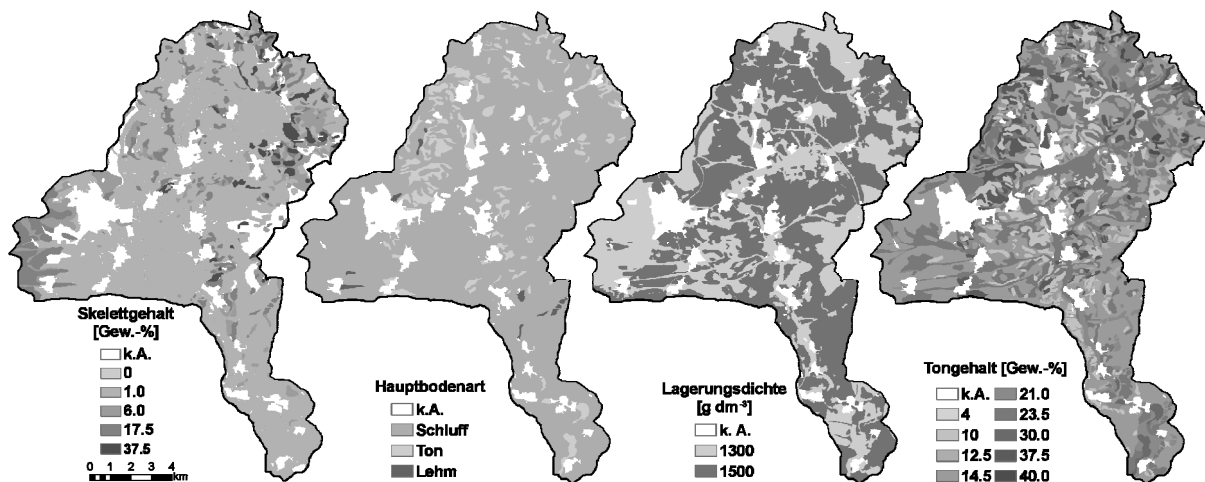 Skelettgehalt
[Gew.-%]
k.A.
0
1.0
6.0
17.5
37.5
0 1 2 3 4
km
Hauptbodenart
k.A.
Schluff
Ton
Lehm
Lagerungsdichte
[g dm⁻³]
k. A.
1300
1500
Tongehalt [Gew.-%]
k.A. 21.0
4 23.5
10 30.0
12.5 37.5
14.5 40.0